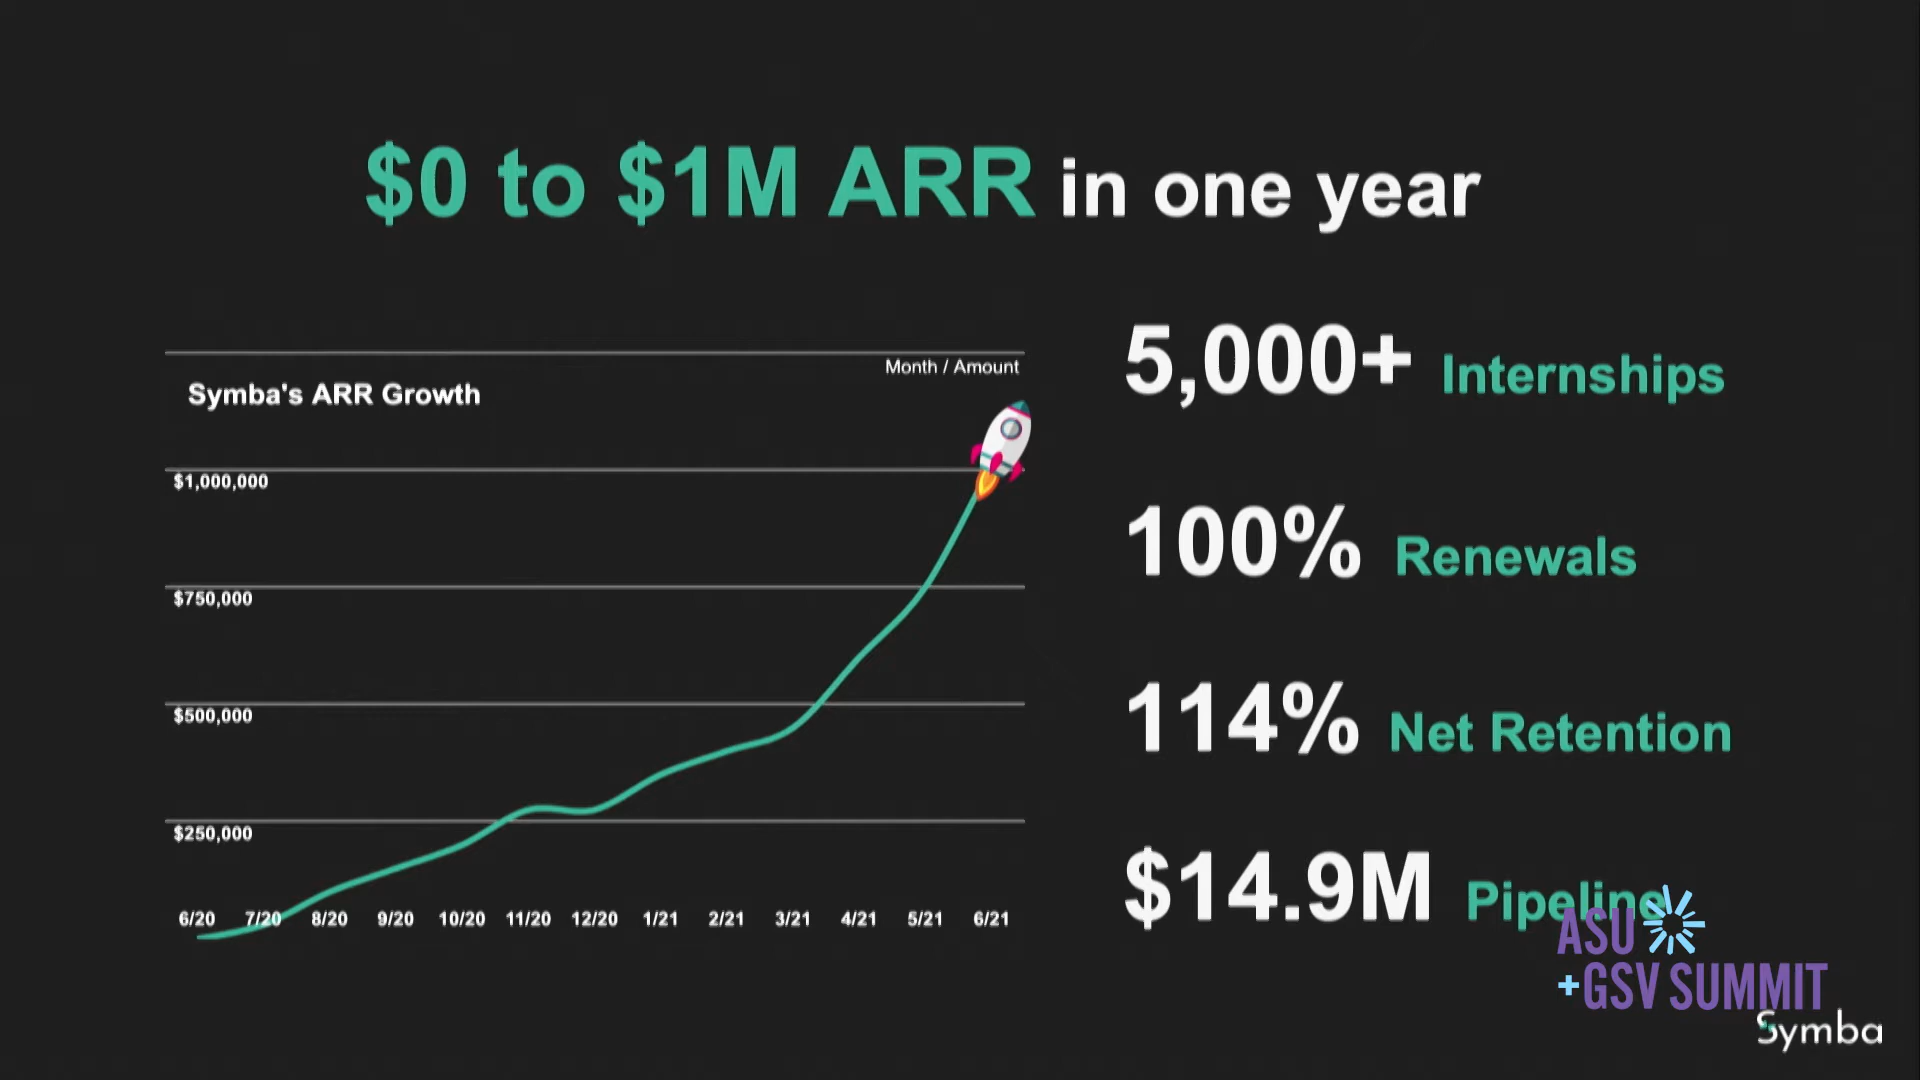 $0 to $1M ARR in one year
Month / Amount
Symba's ARR Growth
$1,000,000
$750,000
$500,000
$250,000
6/20 7/20 8/20 9/20 10/20 11/20 12/20 1/21 2/21 3/21 4/21 5/21 6/21
5,000+ Internships
100% Renewals
114% Net Retention
$14.9M Pipeline
ASU
+GSV SUMMIT
Symba